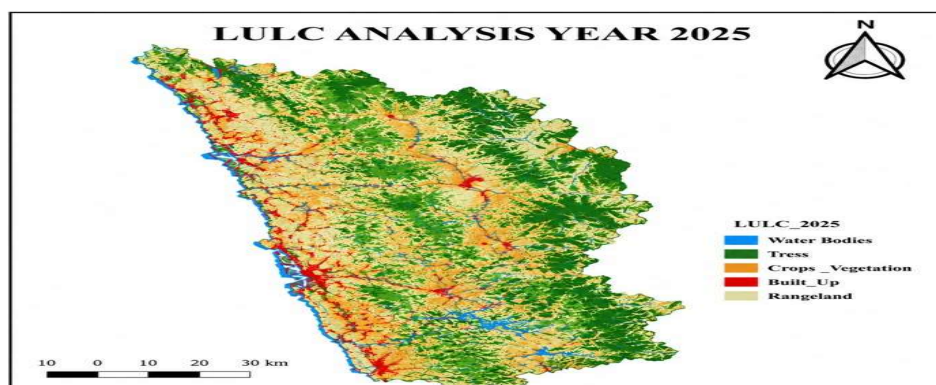 LULC ANALYSIS YEAR 2025
N
LULC_2025
Water Bodies
Tress
Crops _Vegetation
Built_Up
Rangeland
10 0 10 20 30 km